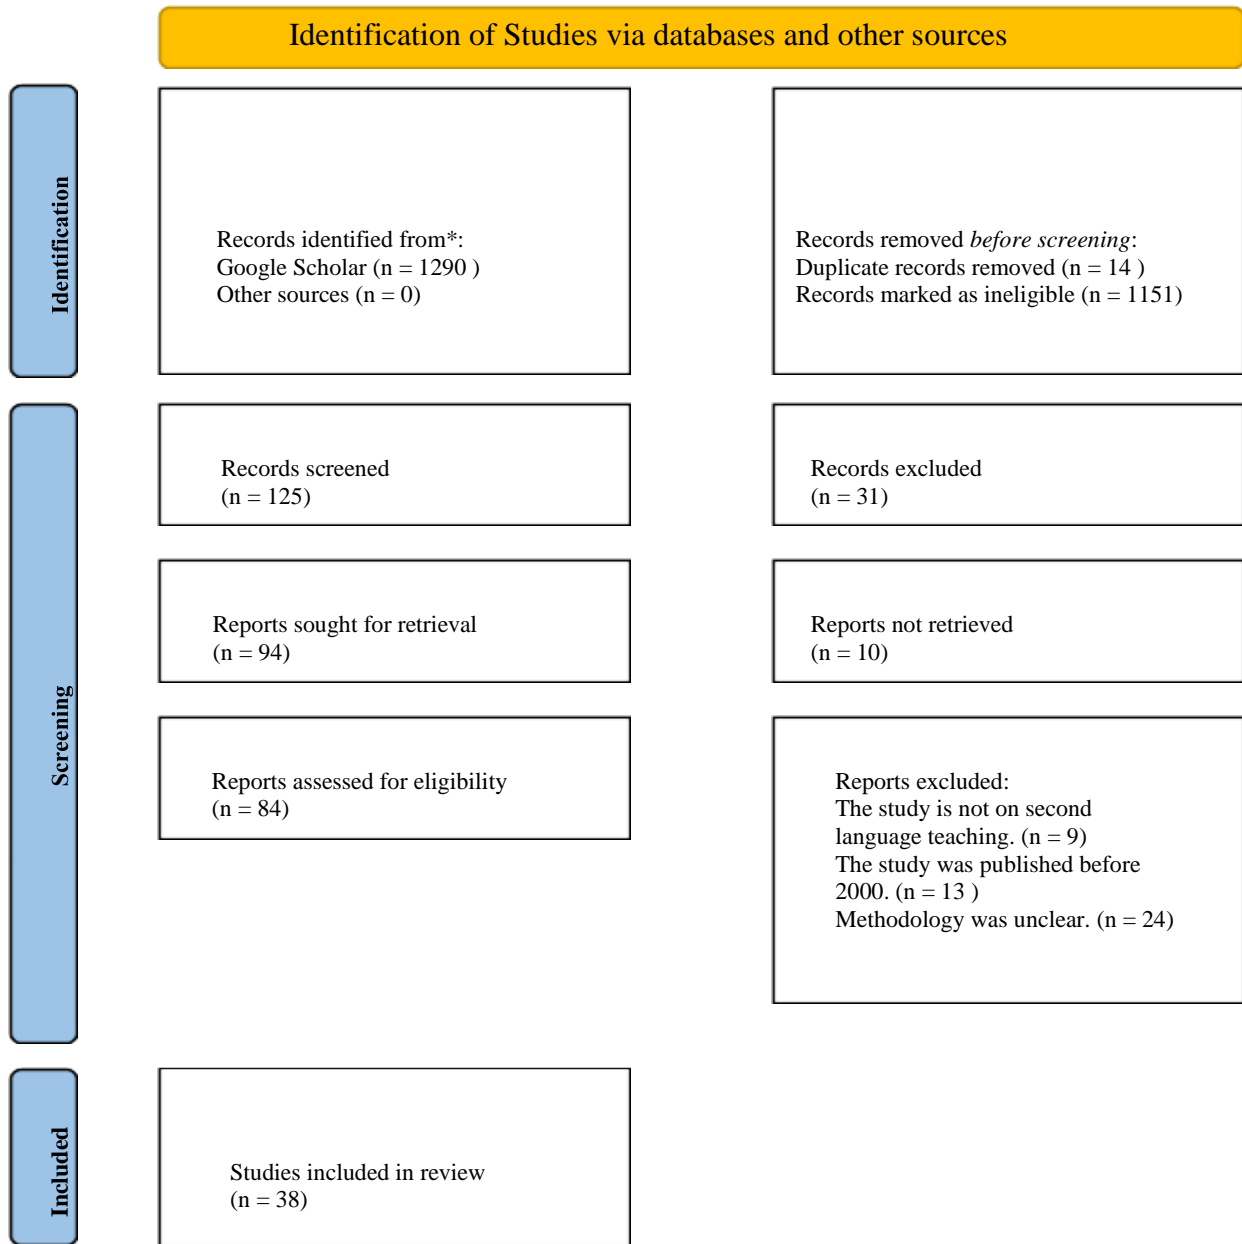 Identification of Studies via databases and other sources
Identification
Records identified from*:
Google Scholar (n = 1290 )
Other sources (n = 0)
Records removed before screening:
Duplicate records removed (n = 14 )
Records marked as ineligible (n = 1151)
Screening
Records screened
(n = 125)
Records excluded
(n = 31)
Reports sought for retrieval
(n = 94)
Reports not retrieved
(n = 10)
Reports assessed for eligibility
(n = 84)
Reports excluded:
The study is not on second
language teaching. (n = 9)
The study was published before
2000. (n = 13 )
Methodology was unclear. (n = 24)
Included
Studies included in review
(n = 38)